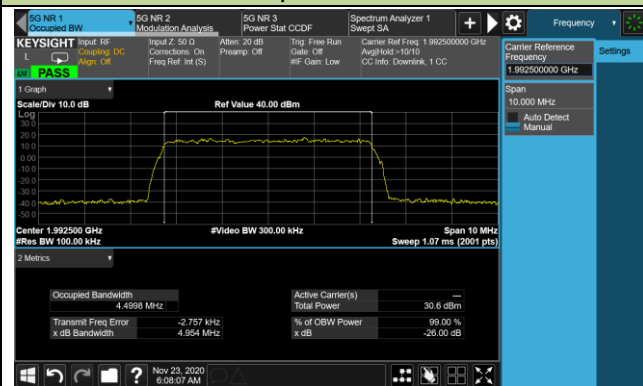 5G NR 1
Occupied BW
5G NR 2
Modulation Analysis
5G NR 3
Power Stat CCDF
Spectrum Analyzer 1
Swept SA
Frequency
KEYSIGHT
L
PASS
Input: RF
Coupling: DC
Align: Off
Input Z: 50 Ω
Corrections: On
Freq Ref: Int (S)
Atten: 20 dB
Preamp: Off
Trig: Free Run
Gate: Off
#IF Gain: Low
Carrier Ref Freq: 1.992500000 GHz
Avg|Hold:>10/10
CC Info: Downlink, 1 CC
Carrier Reference
Frequency
1.992500000 GHz
Span
10.000 MHz
Auto Detect
Manual
Settings
1 Graph
Scale/Div 10.0 dB
Ref Value 40.00 dBm
Log
30.0
20.0
10.0
0.00
-10.0
-20.0
-30.0
-40.0
-50.0
Center 1.992500 GHz
#Res BW 100.00 kHz
#Video BW 300.00 kHz
Span 10 MHz
Sweep 1.07 ms (2001 pts)
2 Metrics
Occupied Bandwidth
4.4998 MHz
Transmit Freq Error -2.757 kHz
x dB Bandwidth 4.954 MHz
Active Carrier(s) ---
Total Power 30.6 dBm
% of OBW Power 99.00 %
x dB -26.00 dB
?
Nov 23, 2020
6:08:07 AM